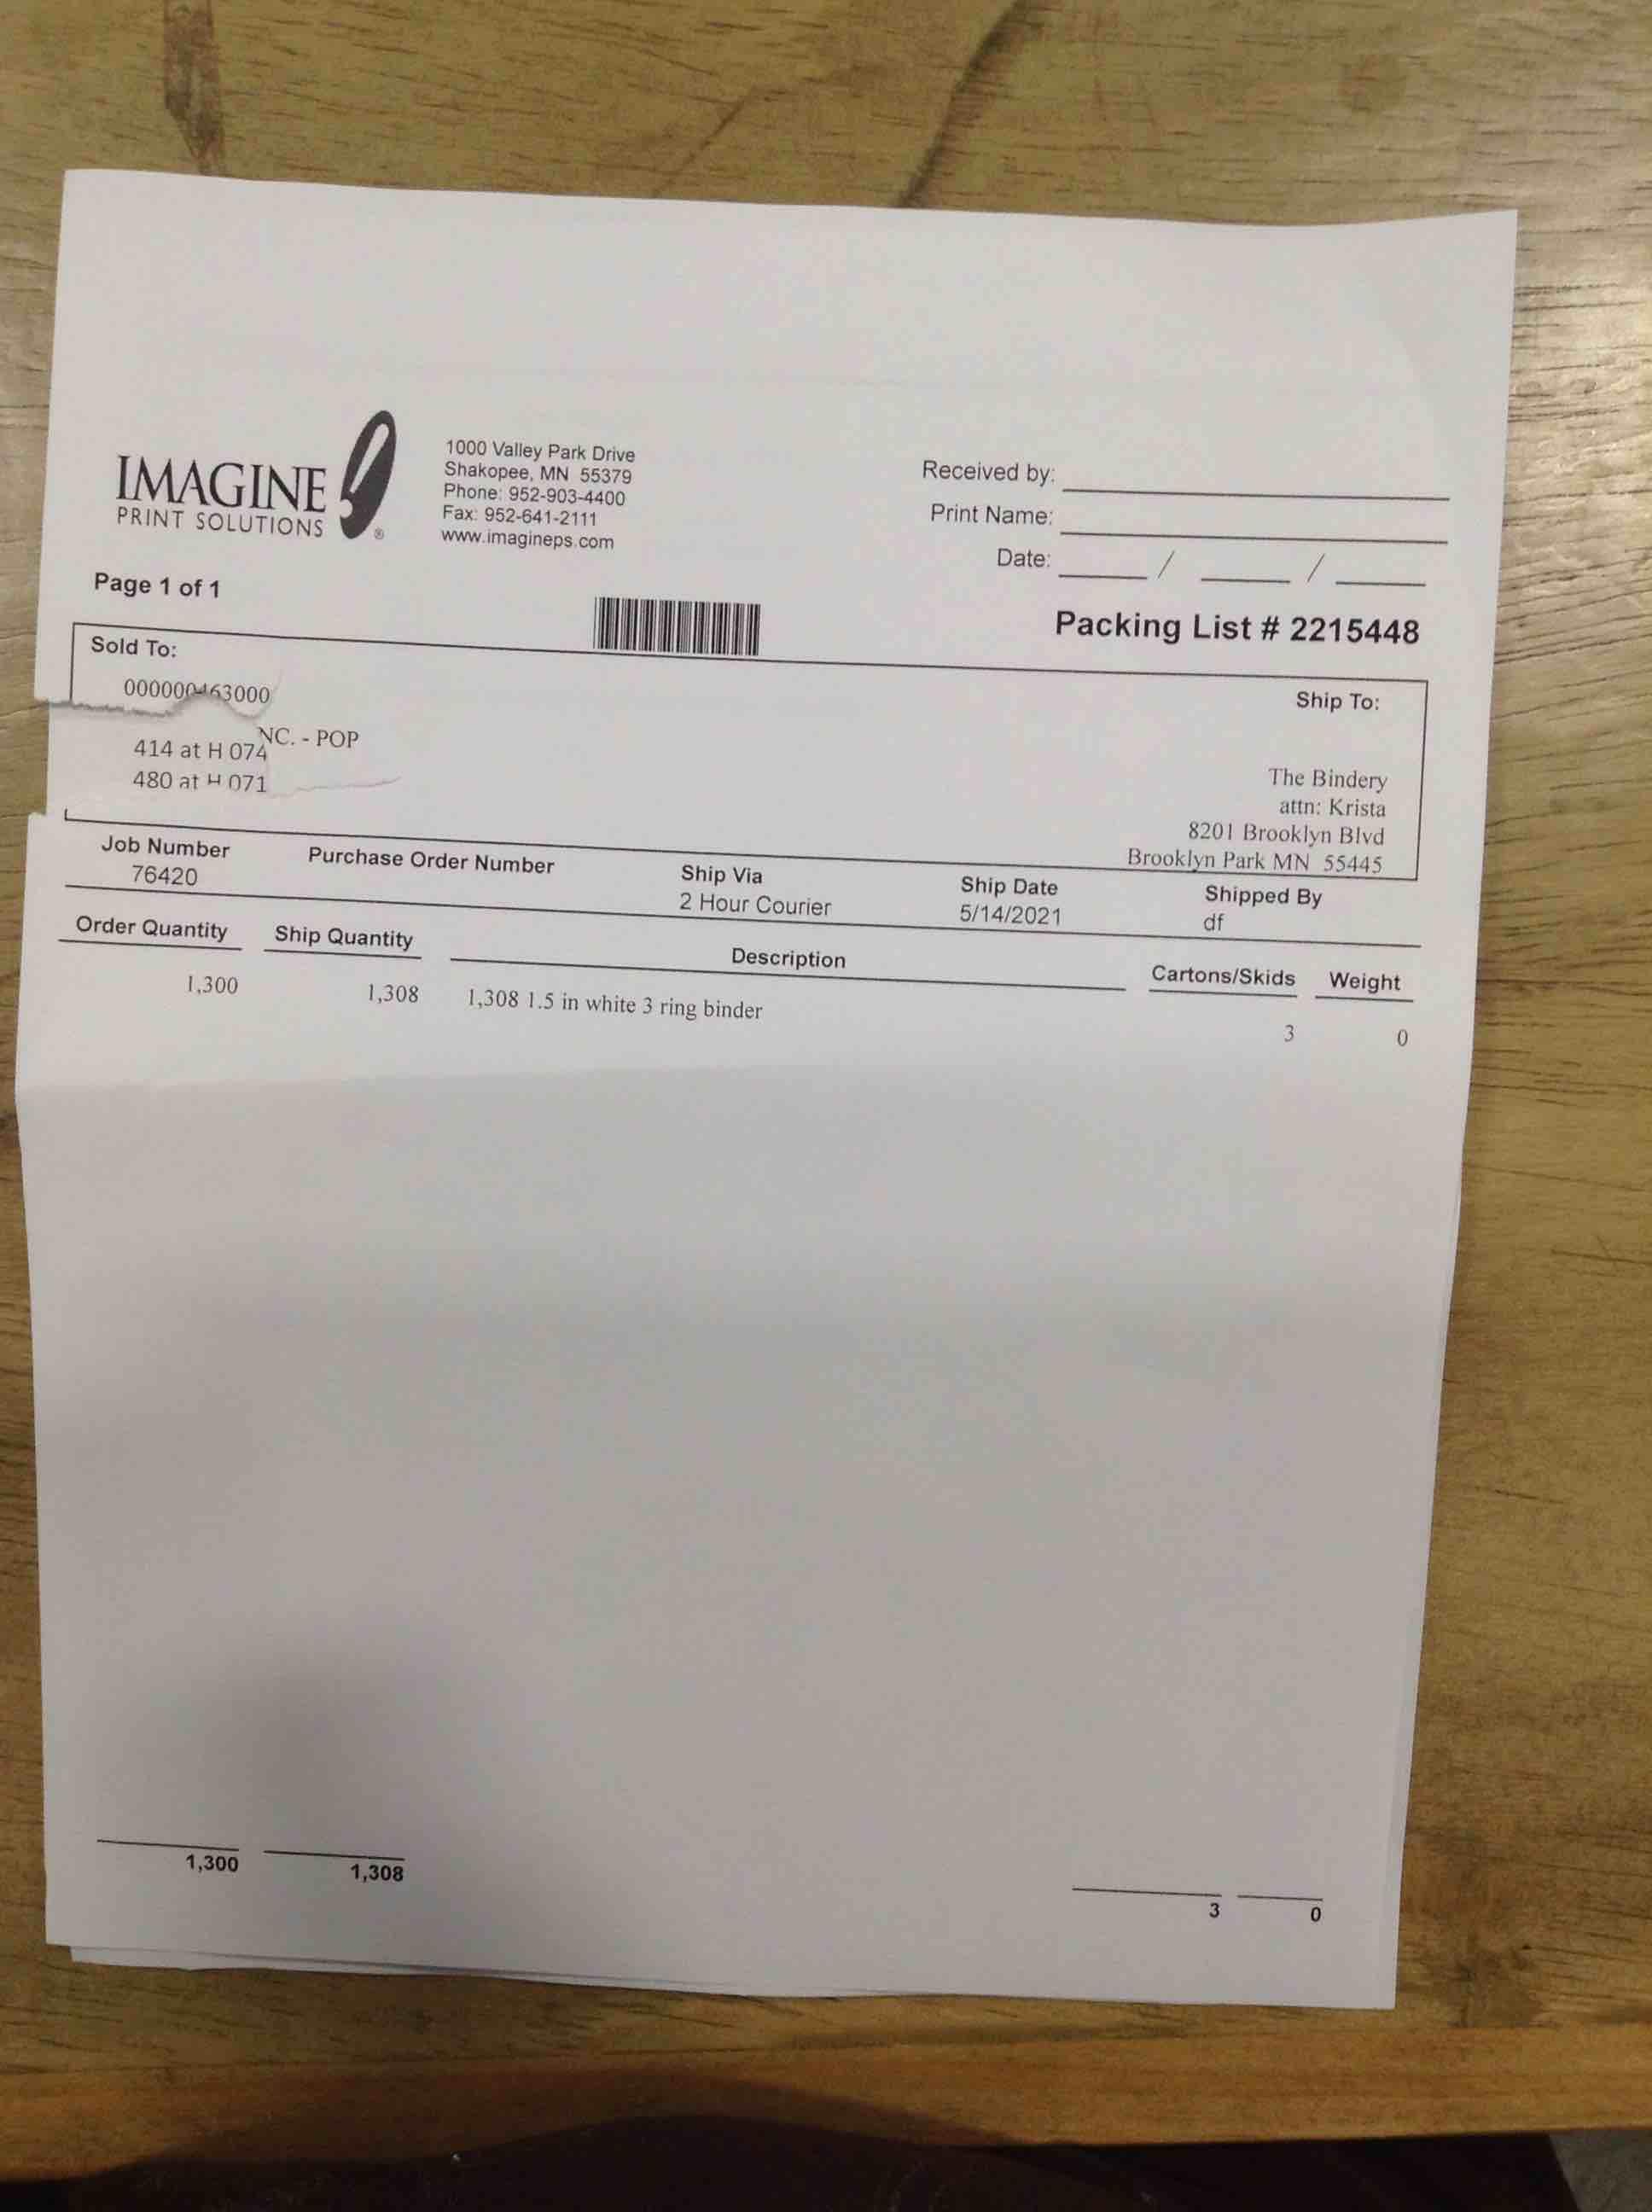 IMAGINE
PRINT SOLUTIONS ®
1000 Valley Park Drive
Shakopee, MN 55379
Phone: 952-903-4400
Fax: 952-641-2111
www.imagineps.com
Received by:
Print Name:
Date: / /
Page 1 of 1
Packing List # 2215448
Sold To:
Ship To:
000000463000
NC. - POP
414 at H 074
480 at H 071
The Bindery
attn: Krista
8201 Brooklyn Blvd
Brooklyn Park MN 55445
Job Number Purchase Order Number Ship Via Ship Date Shipped By
76420 2 Hour Courier 5/14/2021 df
Order Quantity Ship Quantity Description Cartons/Skids Weight
1,300 1,308 1,308 1.5 in white 3 ring binder 3 0
1,300 1,308 3 0